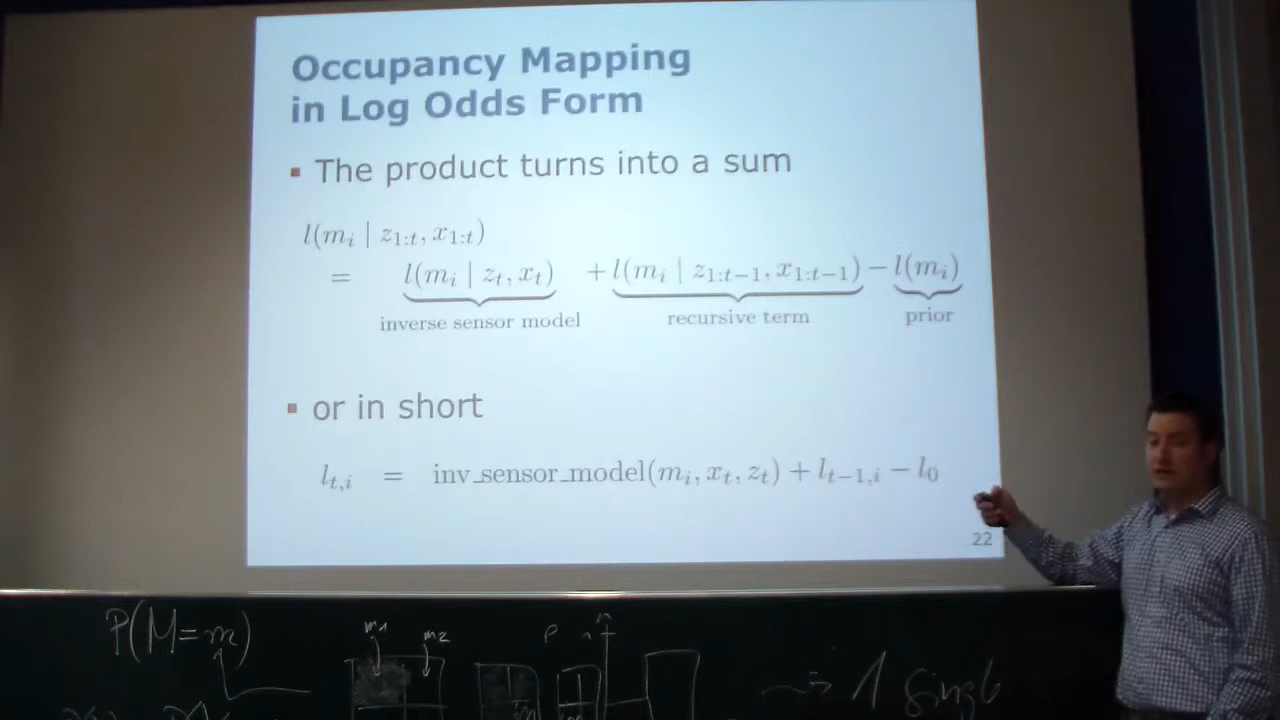 Occupancy Mapping
in Log Odds Form
▪ The product turns into a sum
l(m_i | z_{1:t}, x_{1:t})
= l(m_i | z_t, x_t) + l(m_i | z_{1:t−1}, x_{1:t−1}) − l(m_i)
inverse sensor model recursive term prior
▪ or in short
l_{t,i} = inv_sensor_model(m_i, x_t, z_t) + l_{t−1,i} − l_0
22
P(M=m)
m1
m2
P
1 single